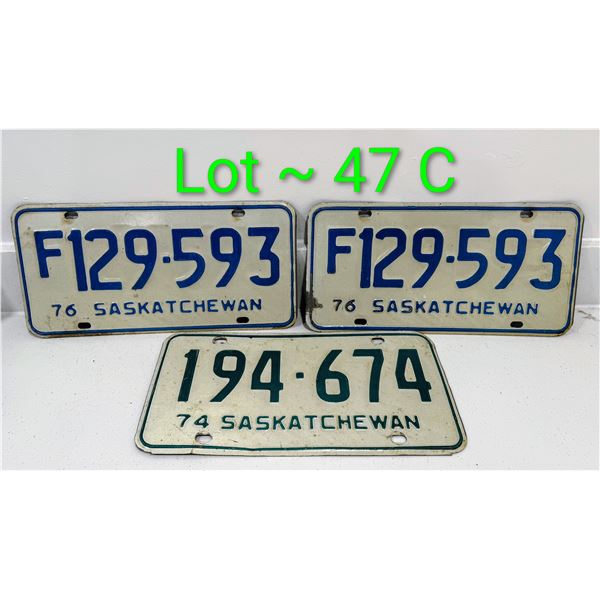 Lot ~ 47 C
F129·593
76 SASKATCHEWAN
F129·593
76 SASKATCHEWAN
194·674
74 SASKATCHEWAN